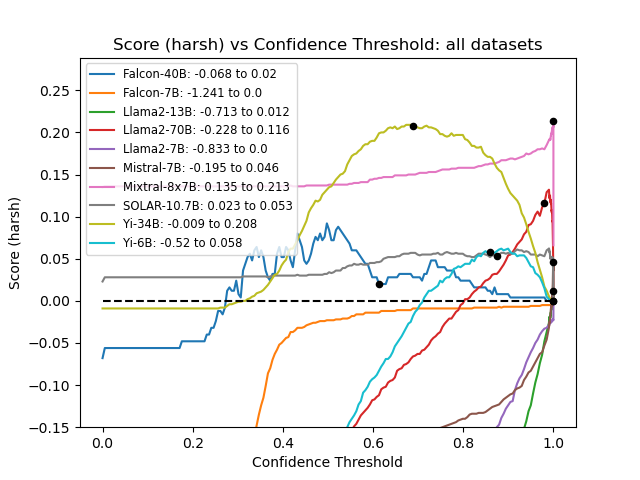 Score (harsh) vs Confidence Threshold: all datasets
Falcon-40B: -0.068 to 0.02
Falcon-7B: -1.241 to 0.0
Llama2-13B: -0.713 to 0.012
Llama2-70B: -0.228 to 0.116
Llama2-7B: -0.833 to 0.0
Mistral-7B: -0.195 to 0.046
Mixtral-8x7B: 0.135 to 0.213
SOLAR-10.7B: 0.023 to 0.053
Yi-34B: -0.009 to 0.208
Yi-6B: -0.52 to 0.058
Score (harsh)
0.25
0.20
0.15
0.10
0.05
0.00
−0.05
−0.10
−0.15
0.0 0.2 0.4 0.6 0.8 1.0
Confidence Threshold